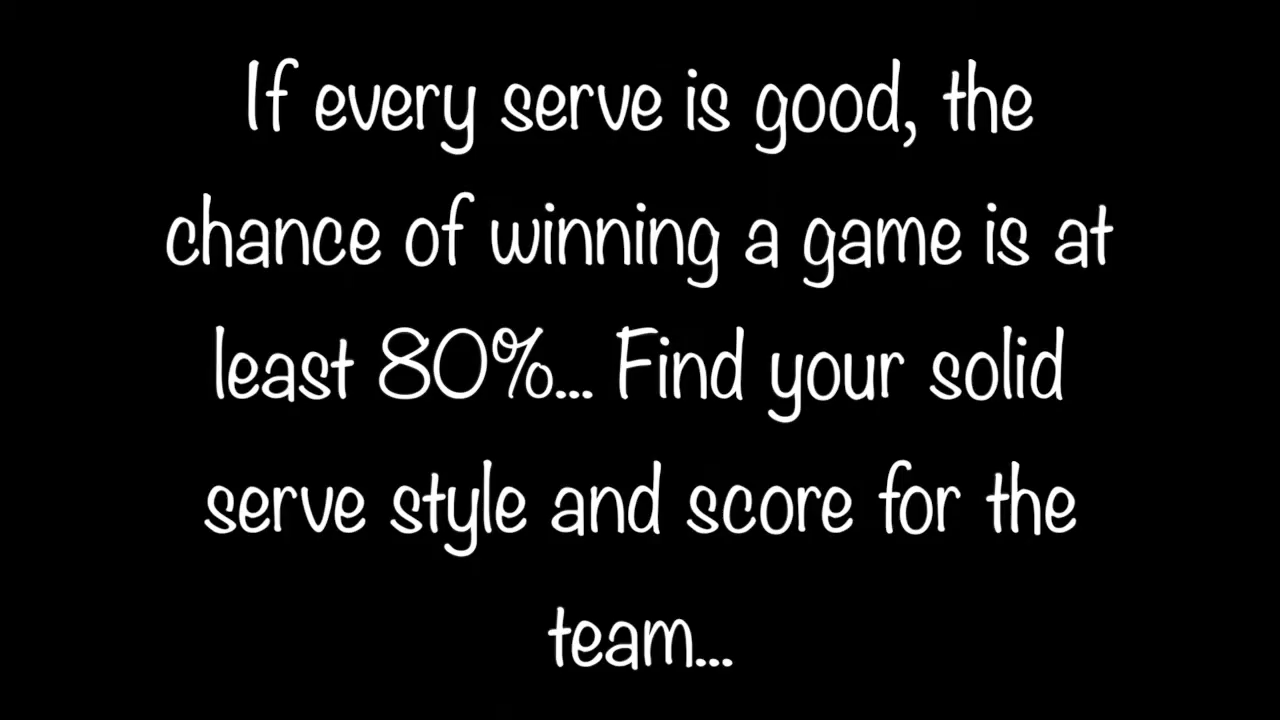 If every serve is good, the
chance of winning a game is at
least 80%... Find your solid
serve style and score for the
team...